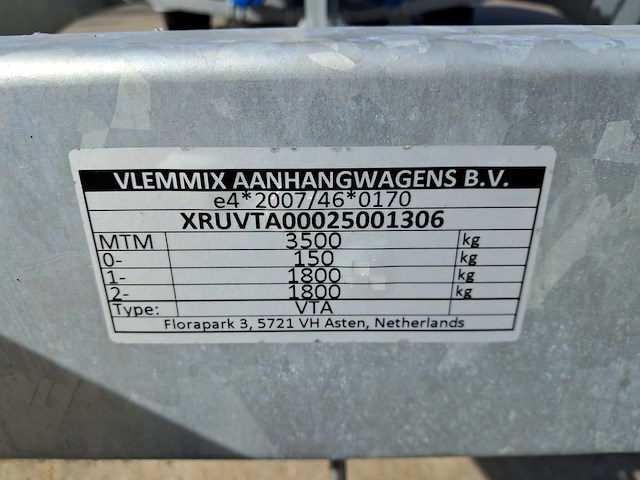 VLEMMIX AANHANGWAGENS B.V.
e4*2007/46*0170
XRUVTA00025001306
MTM 3500 kg
0- 150 kg
1- 1800 kg
2- 1800 kg
Type: VTA
Florapark 3, 5721 VH Asten, Netherlands